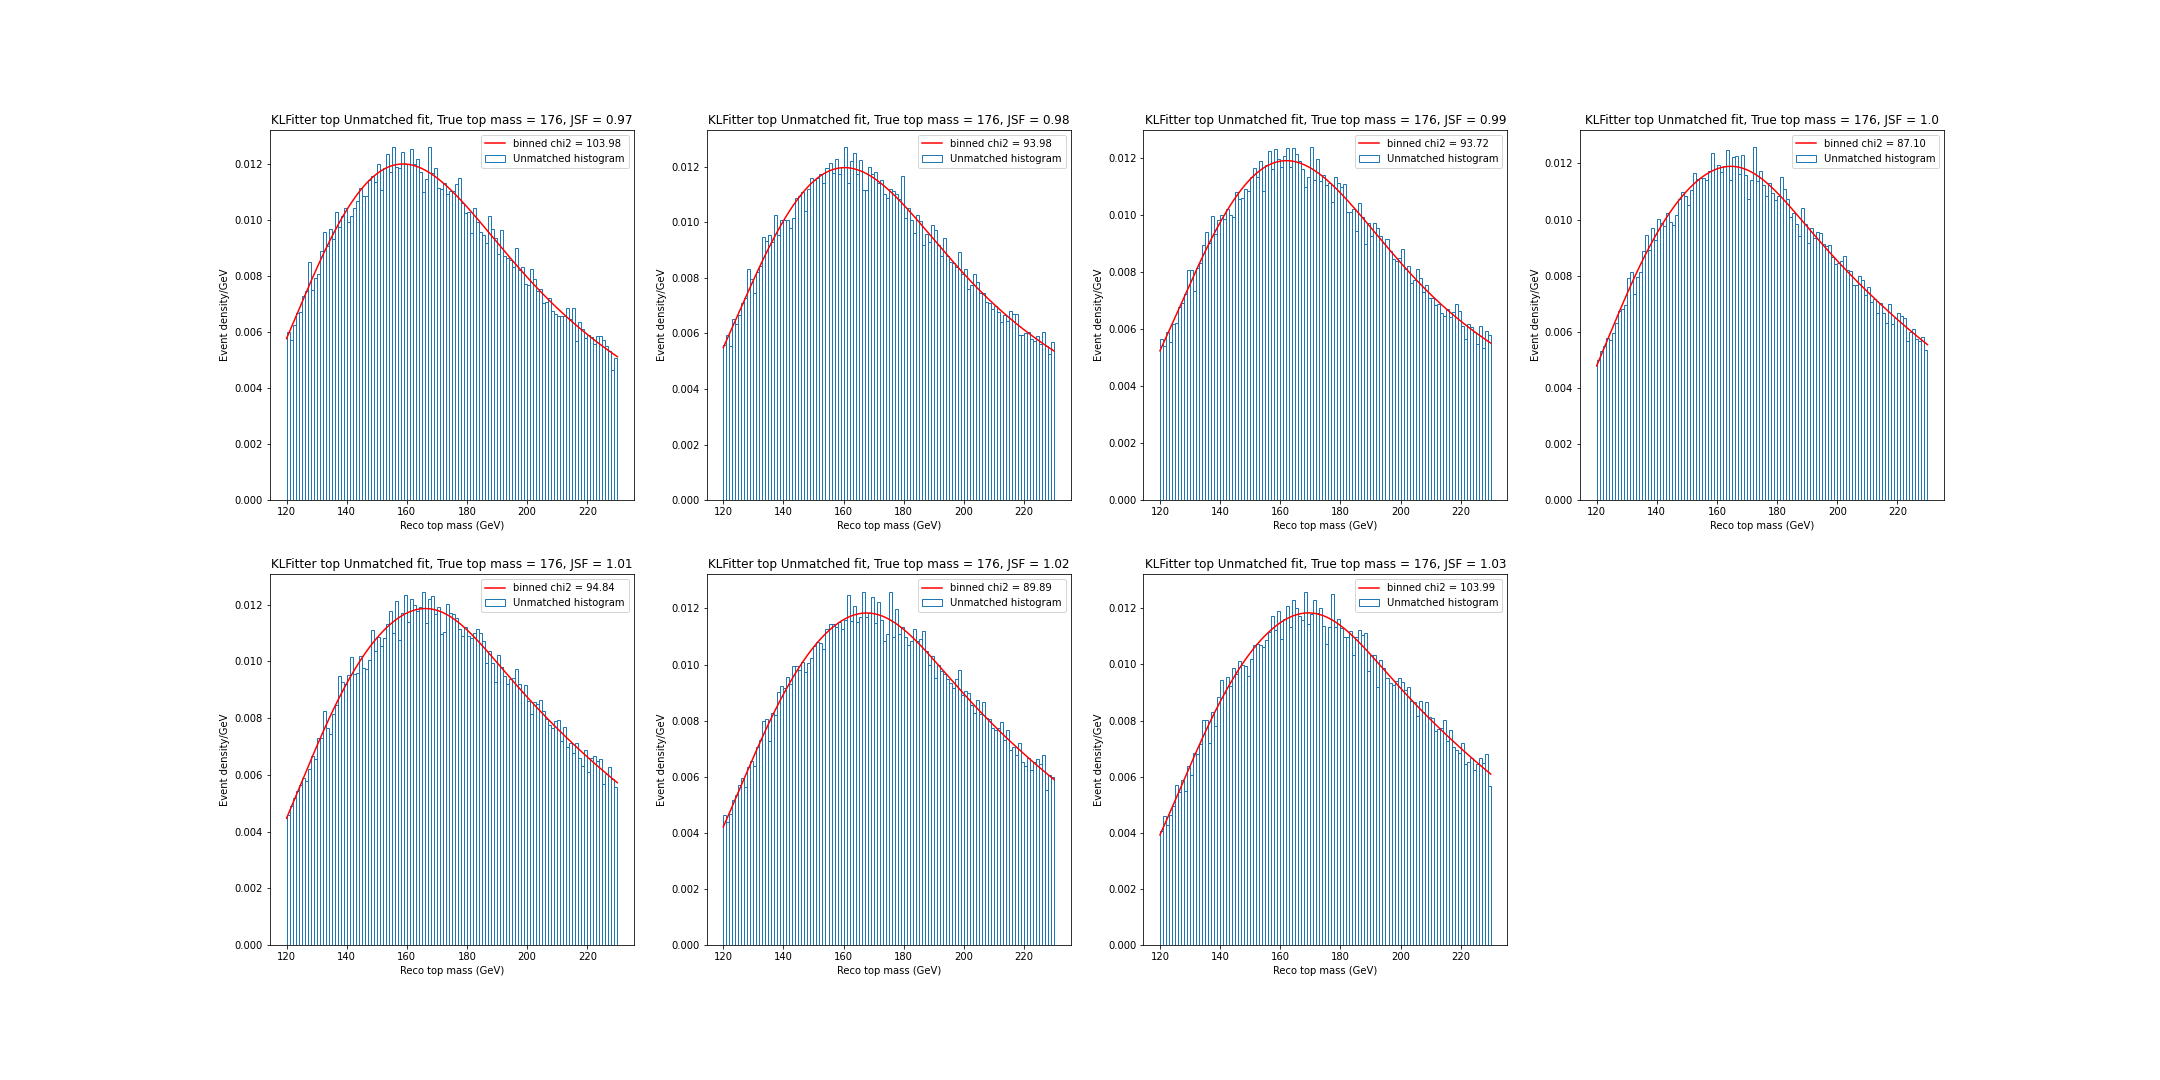 KLFitter top Unmatched fit, True top mass = 176, JSF = 0.97
binned chi2 = 103.98
Unmatched histogram
0.012
0.010
0.008
0.006
0.004
0.002
0.000
Event density/GeV
120 140 160 180 200 220
Reco top mass (GeV)
KLFitter top Unmatched fit, True top mass = 176, JSF = 0.98
binned chi2 = 93.98
Unmatched histogram
0.012
0.010
0.008
0.006
0.004
0.002
0.000
Event density/GeV
120 140 160 180 200 220
Reco top mass (GeV)
KLFitter top Unmatched fit, True top mass = 176, JSF = 0.99
binned chi2 = 93.72
Unmatched histogram
0.012
0.010
0.008
0.006
0.004
0.002
0.000
Event density/GeV
120 140 160 180 200 220
Reco top mass (GeV)
KLFitter top Unmatched fit, True top mass = 176, JSF = 1.0
binned chi2 = 87.10
Unmatched histogram
0.012
0.010
0.008
0.006
0.004
0.002
0.000
Event density/GeV
120 140 160 180 200 220
Reco top mass (GeV)
KLFitter top Unmatched fit, True top mass = 176, JSF = 1.01
binned chi2 = 94.84
Unmatched histogram
0.012
0.010
0.008
0.006
0.004
0.002
0.000
Event density/GeV
120 140 160 180 200 220
Reco top mass (GeV)
KLFitter top Unmatched fit, True top mass = 176, JSF = 1.02
binned chi2 = 89.89
Unmatched histogram
0.012
0.010
0.008
0.006
0.004
0.002
0.000
Event density/GeV
120 140 160 180 200 220
Reco top mass (GeV)
KLFitter top Unmatched fit, True top mass = 176, JSF = 1.03
binned chi2 = 103.99
Unmatched histogram
0.012
0.010
0.008
0.006
0.004
0.002
0.000
Event density/GeV
120 140 160 180 200 220
Reco top mass (GeV)